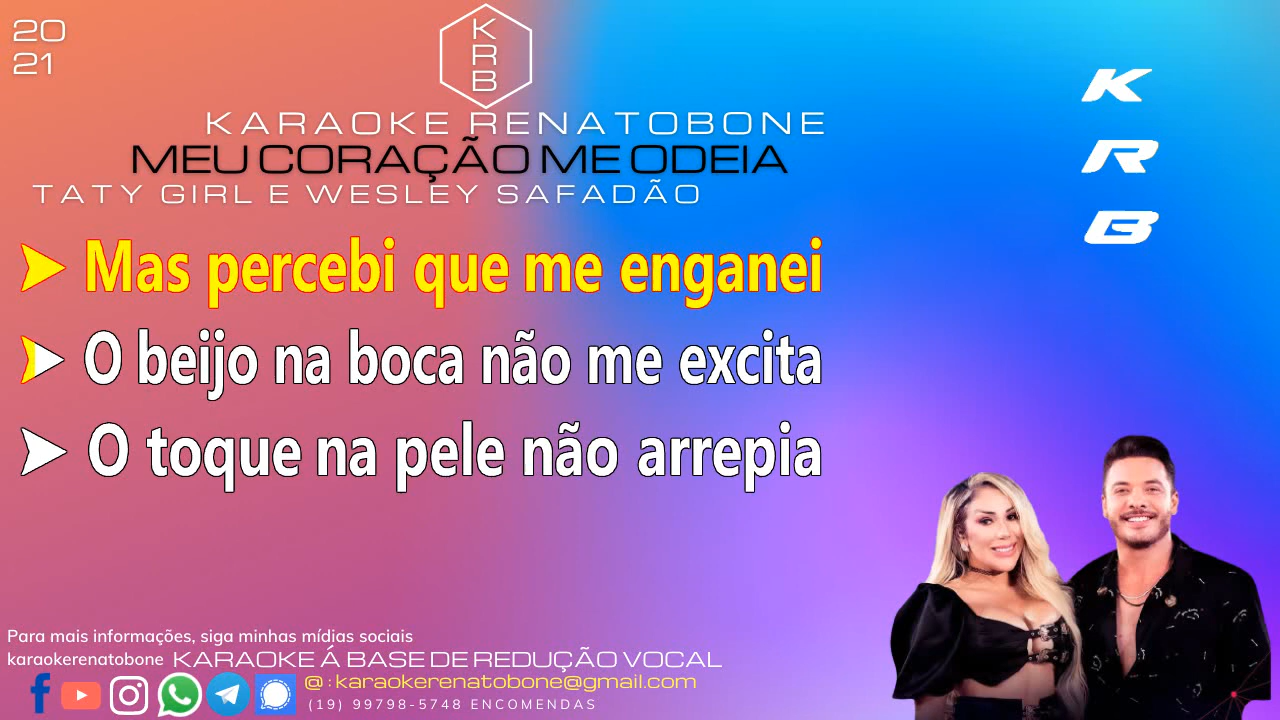 20
21
K
R
B
KARAOKE RENATOBONE
MEU CORAÇÃO ME ODEIA
TATY GIRL E WESLEY SAFADÃO
K
R
B
Mas percebi que me enganei
O beijo na boca não me excita
O toque na pele não arrepia
Para mais informações, siga minhas mídias sociais
karaokerenatobone KARAOKE Á BASE DE REDUÇÃO VOCAL
@ : karaokerenatobone@gmail.com
(19) 99798-5748 ENCOMENDAS